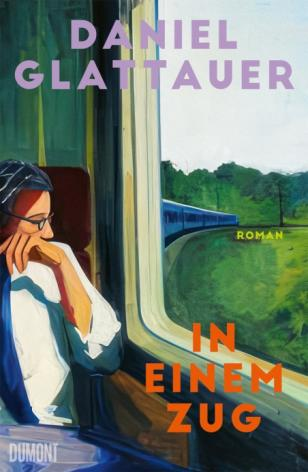 DANIEL
GLATTAUER
ROMAN
IN
EINEM
ZUG
DUMONT